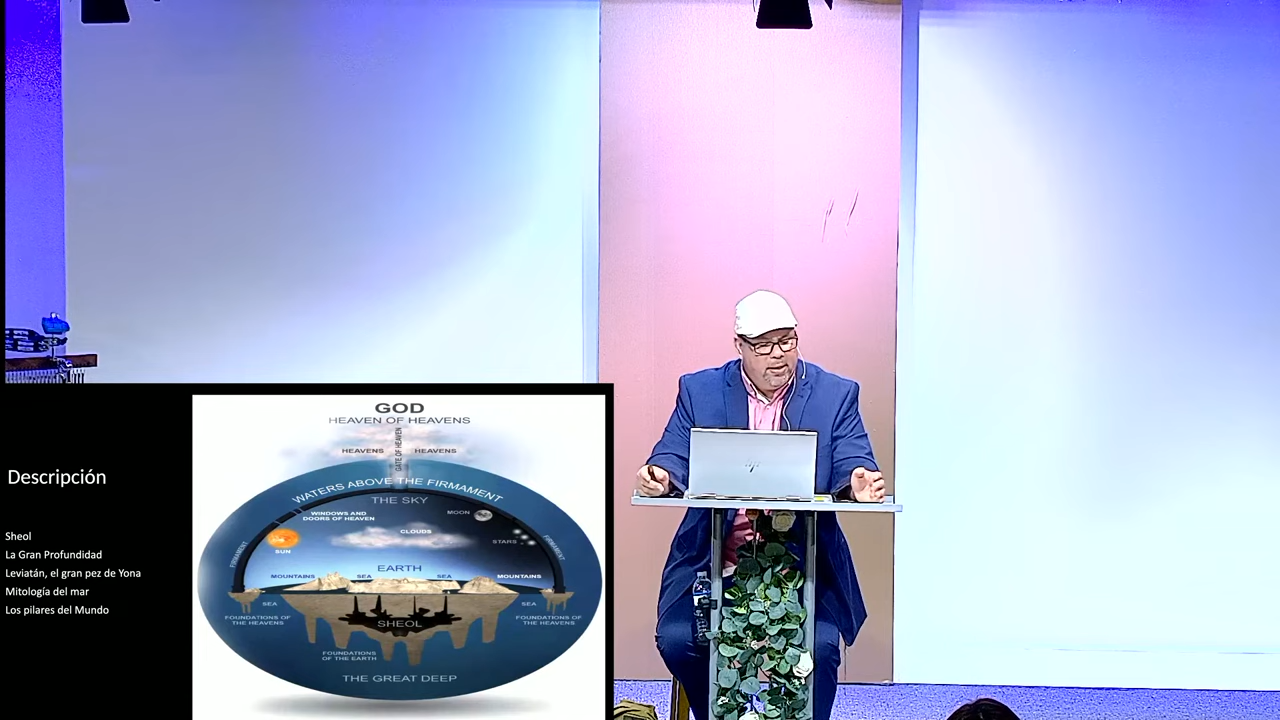 Descripción
Sheol
La Gran Profundidad
Leviatán, el gran pez de Yona
Mitología del mar
Los pilares del Mundo
GOD
HEAVEN OF HEAVENS
HEAVENS
GATE OF HEAVEN
HEAVENS
WATERS ABOVE THE FIRMAMENT
THE SKY
WINDOWS AND
DOORS OF HEAVEN
MOON
CLOUDS
STARS
SUN
FIRMAMENT
FIRMAMENT
EARTH
MOUNTAINS
SEA
SEA
MOUNTAINS
SEA
SEA
FOUNDATIONS OF
THE HEAVENS
SHEOL
FOUNDATIONS OF
THE HEAVENS
FOUNDATIONS
OF THE EARTH
THE GREAT DEEP
hp